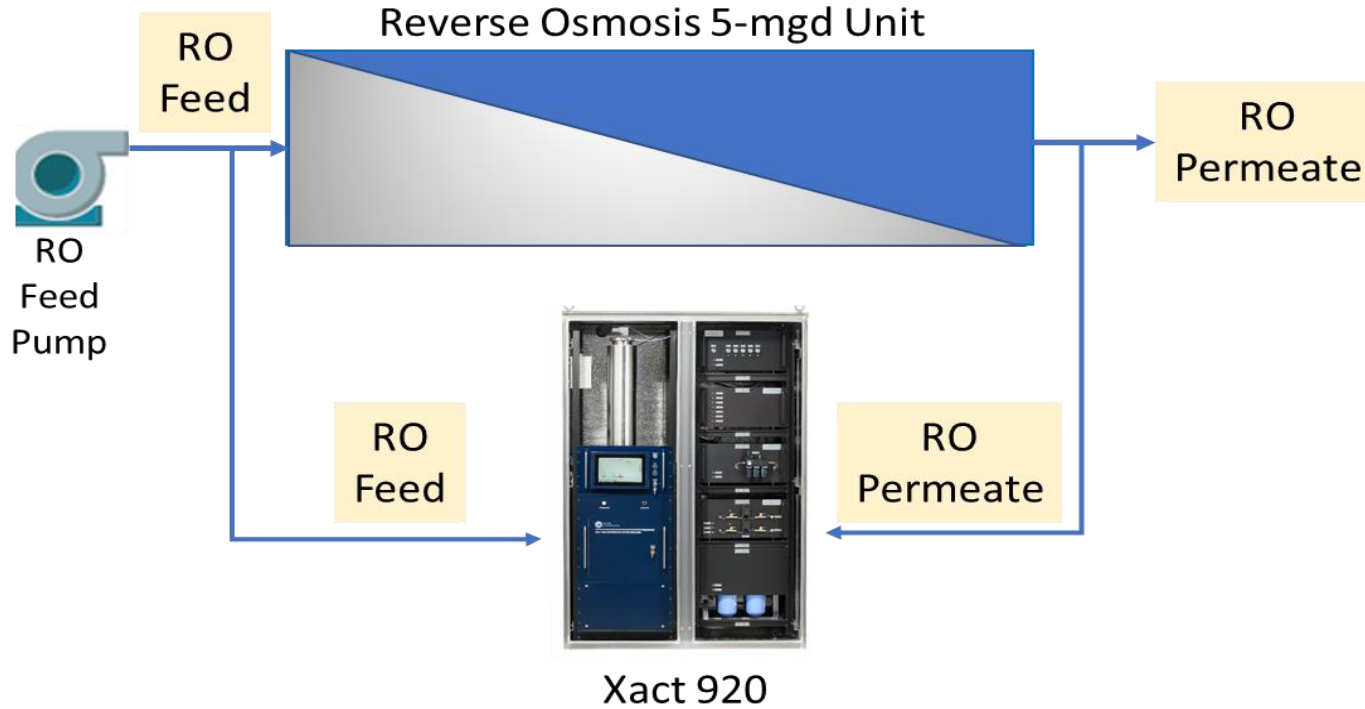 Reverse Osmosis 5-mgd Unit
RO
Feed
RO
Permeate
RO
Feed
Pump
RO
Feed
RO
Permeate
Xact 920